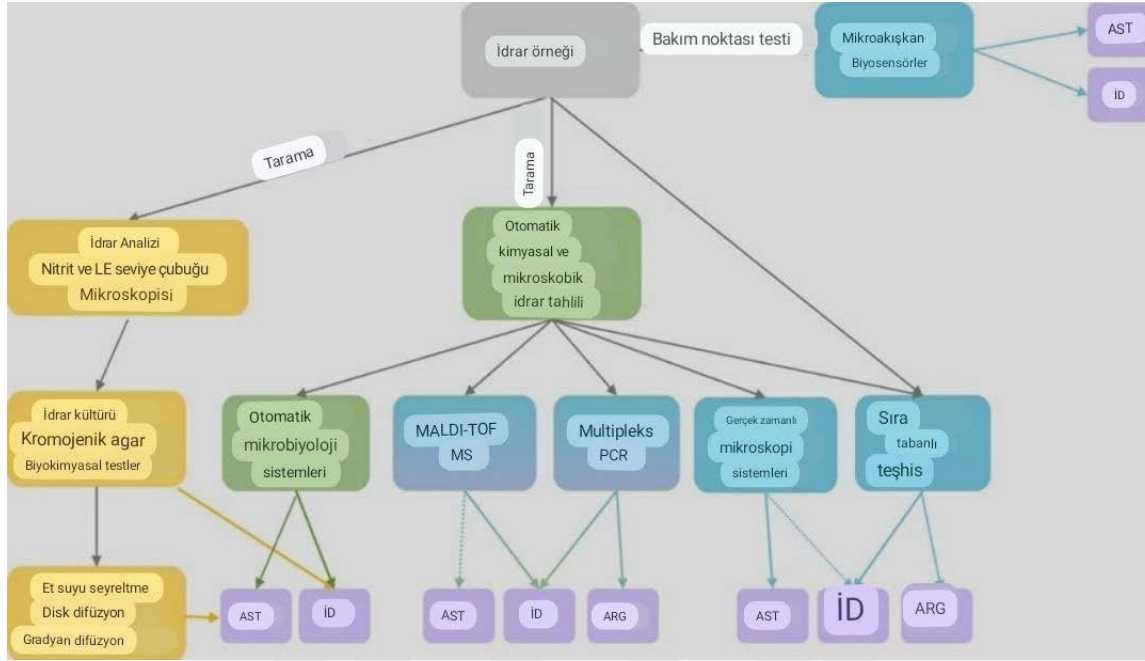 İdrar örneği
Bakım noktası testi
Mikroakışkan
Biyosensörler
AST
İD
Tarama
Tarama
İdrar Analizi
Nitrit ve LE seviye çubuğu
Mikroskopisi
Otomatik
kimyasal ve
mikroskobik
idrar tahlili
İdrar kültürü
Kromojenik agar
Biyokimyasal testler
Otomatik
mikrobiyoloji
sistemleri
MALDI-TOF
MS
Multipleks
PCR
Gerçek zamanlı
mikroskopi
sistemleri
Sıra
tabanlı
teşhis
Et suyu seyreltme
Disk difüzyon
Gradyan difüzyon
AST
İD
AST
İD
ARG
AST
İD
ARG